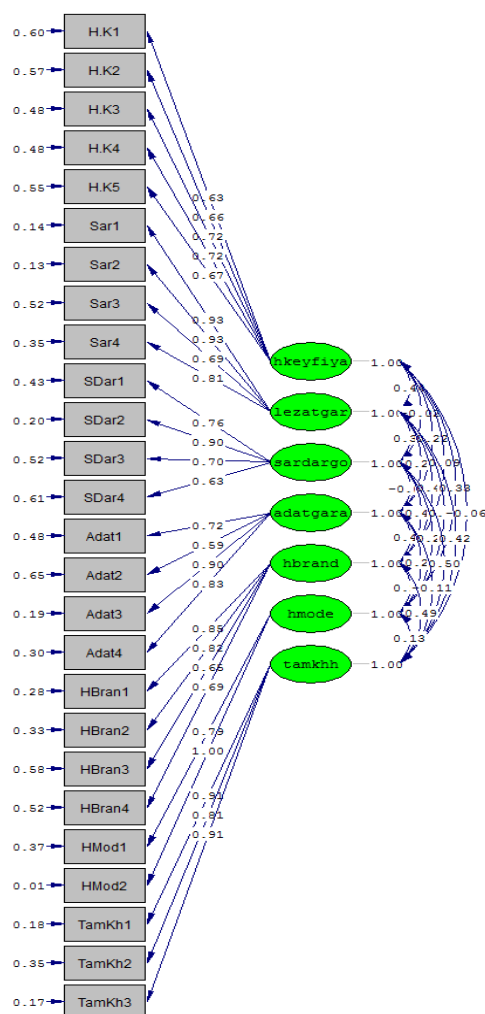 0.60 H.K1
0.57 H.K2
0.48 H.K3
0.48 H.K4
0.55 H.K5
0.63
0.14 Sar1
0.66
0.72
0.13 Sar2
0.72
0.67
0.52 Sar3
0.93
0.93
0.35 Sar4
0.69
hkeyfiya 1.00
0.43 SDar1
0.81
0.20 SDar2
lezatgar 1.00
0.76
0.90
0.52 SDar3
0.70
sardargo 1.00
0.61 SDar4
0.63
0.48 Adat1
0.72
adatgara 1.00
-0.06
0.65 Adat2
0.59
0.42
0.90
hbrand 1.00
0.50
0.19 Adat3
0.83
-0.11
0.30 Adat4
hmode 1.00
0.49
0.85
0.82
0.13
0.28 HBran1
0.65
tamkhh 1.00
0.33 HBran2
0.69
0.58 HBran3
0.79
0.52 HBran4
1.00
0.37 HMod1
0.91
0.01 HMod2
0.81
0.91
0.18 TamKh1
0.35 TamKh2
0.17 TamKh3